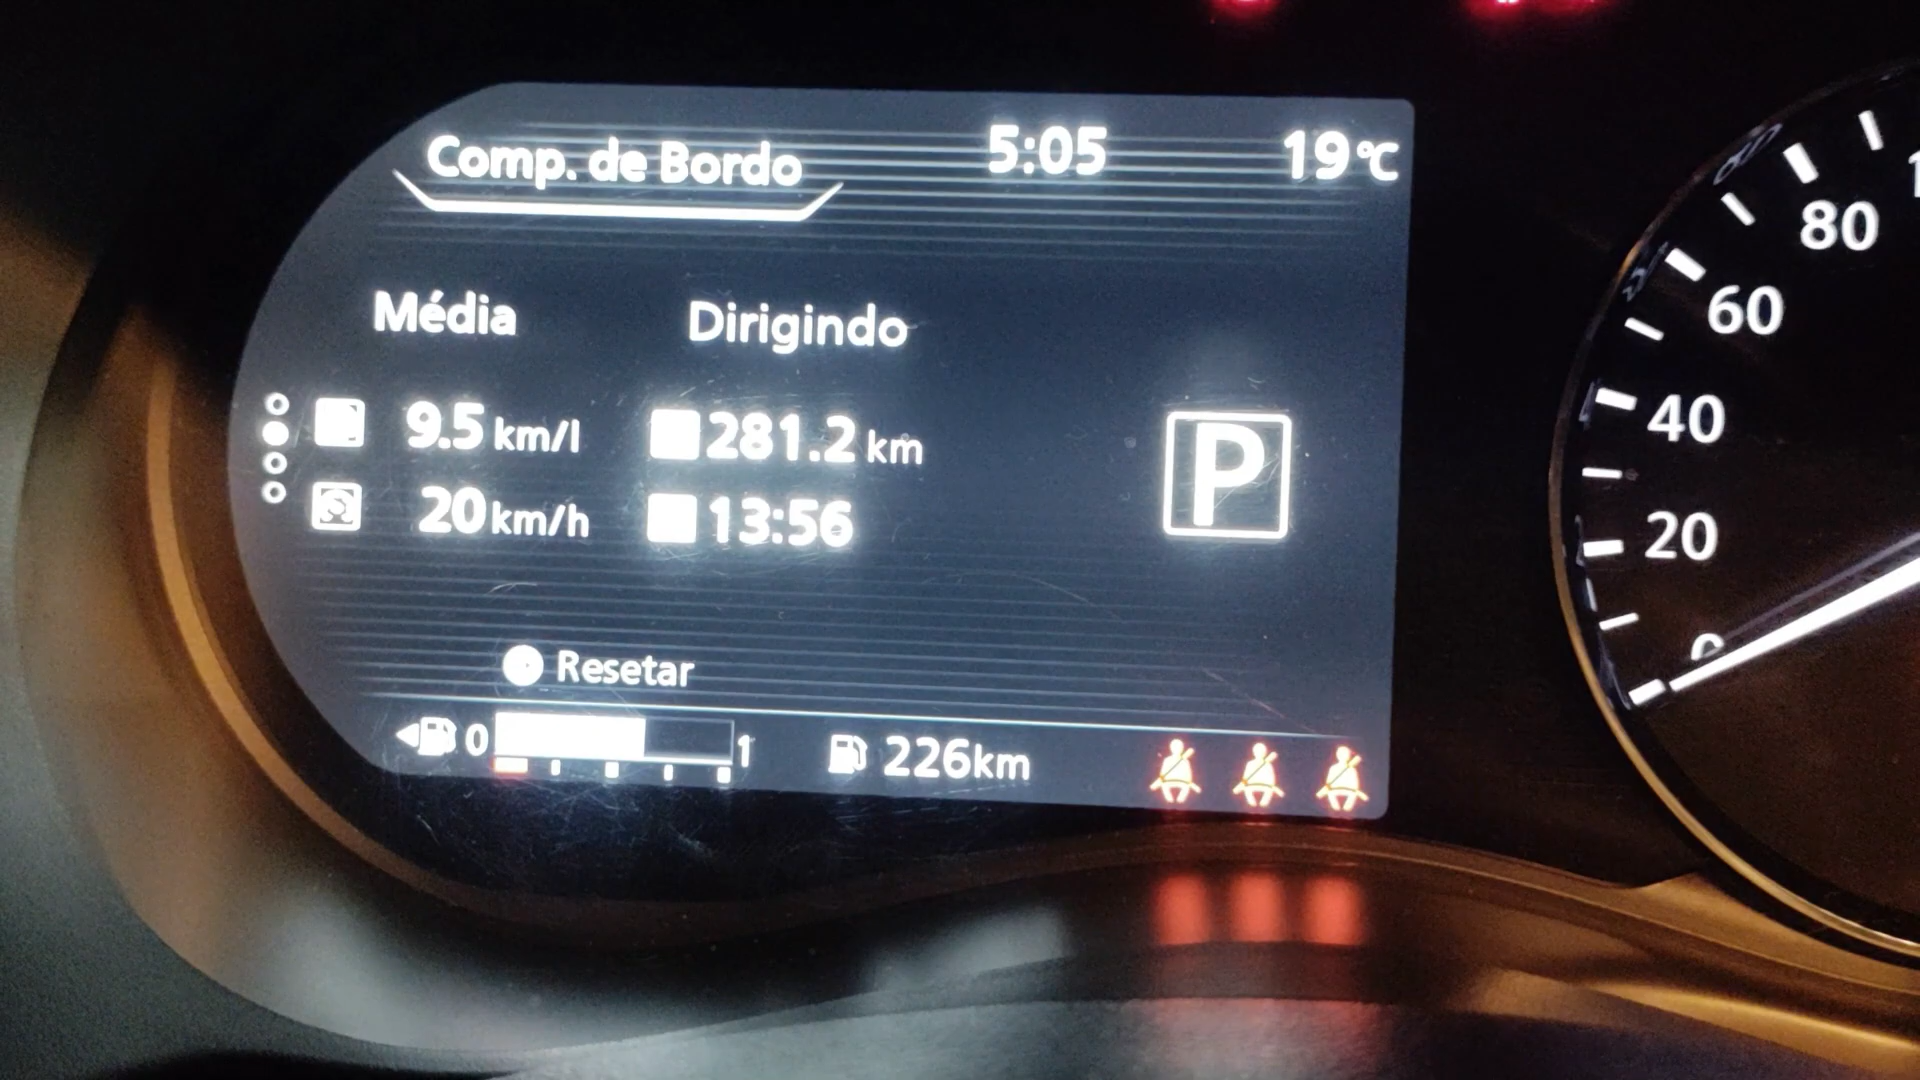 Comp. de Bordo 5:05 19°C
Média Dirigindo
9.5 km/l 281.2 km
20 km/h 13:56
P
Resetar
0 1 226km
80
60
40
20
0